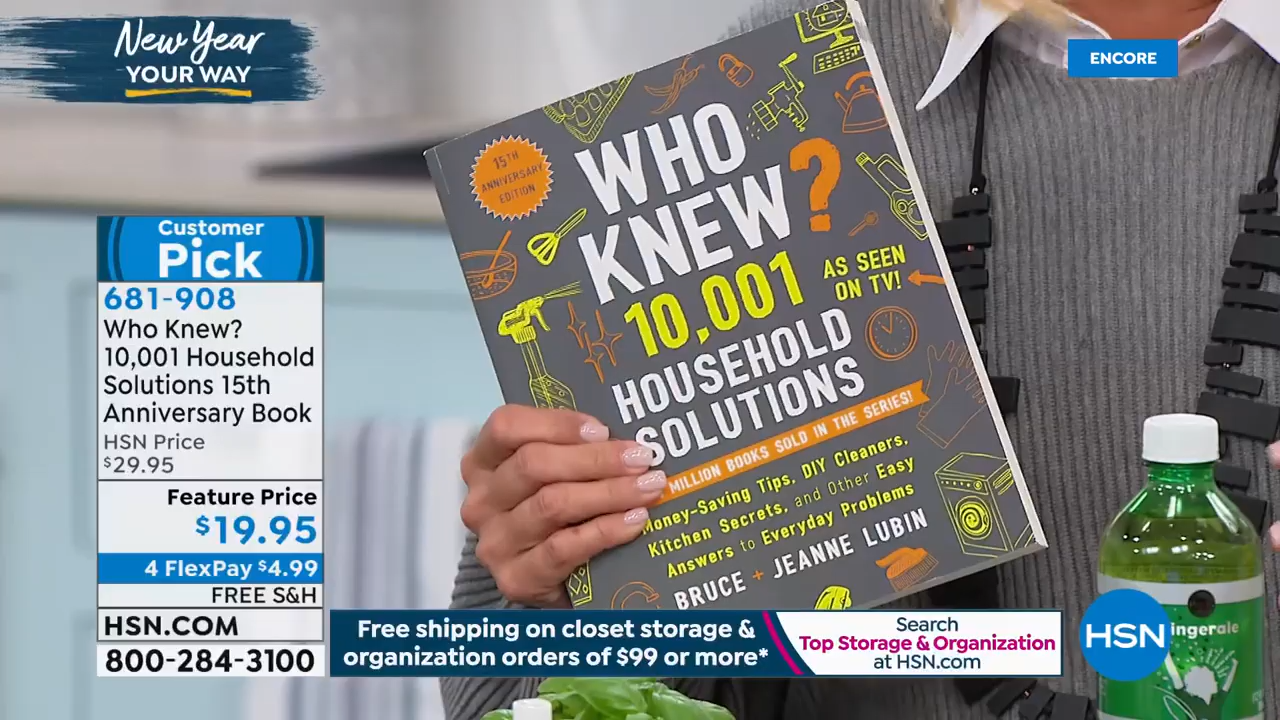 New Year
YOUR WAY
ENCORE
Customer
Pick
681-908
Who Knew?
10,001 Household
Solutions 15th
Anniversary Book
HSN Price
$29.95
Feature Price
$19.95
4 FlexPay $4.99
FREE S&H
HSN.COM
800-284-3100
15TH
ANNIVERSARY
EDITION
WHO
KNEW?
10,001
AS SEEN
ON TV!
HOUSEHOLD
SOLUTIONS
MILLION BOOKS SOLD IN THE SERIES!
Money-Saving Tips, DIY Cleaners,
Kitchen Secrets, and Other Easy
Answers to Everyday Problems
BRUCE + JEANNE LUBIN
Free shipping on closet storage &
organization orders of $99 or more*
Search
Top Storage & Organization
at HSN.com
HSN